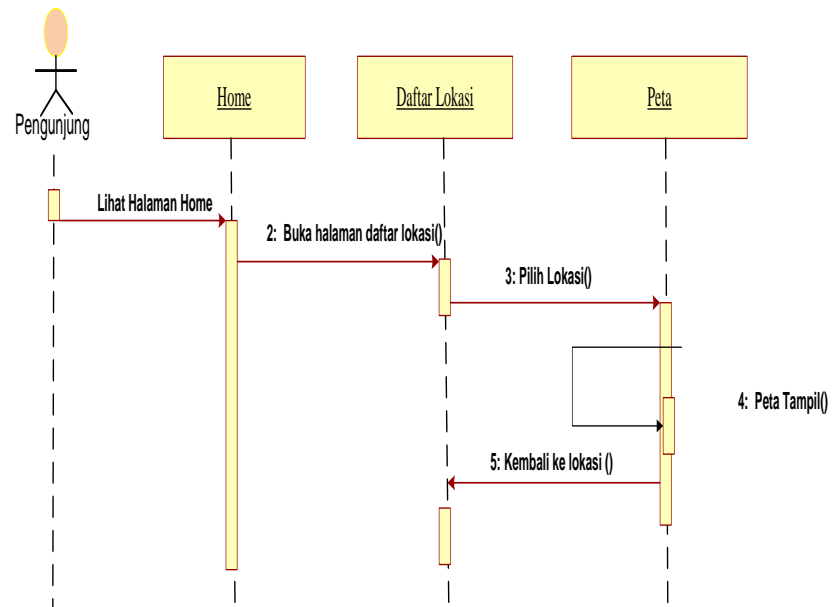 Pengunjung
Home
Daftar Lokasi
Peta
Lihat Halaman Home
2: Buka halaman daftar lokasi()
3: Pilih Lokasi()
4: Peta Tampil()
5: Kembali ke lokasi ()